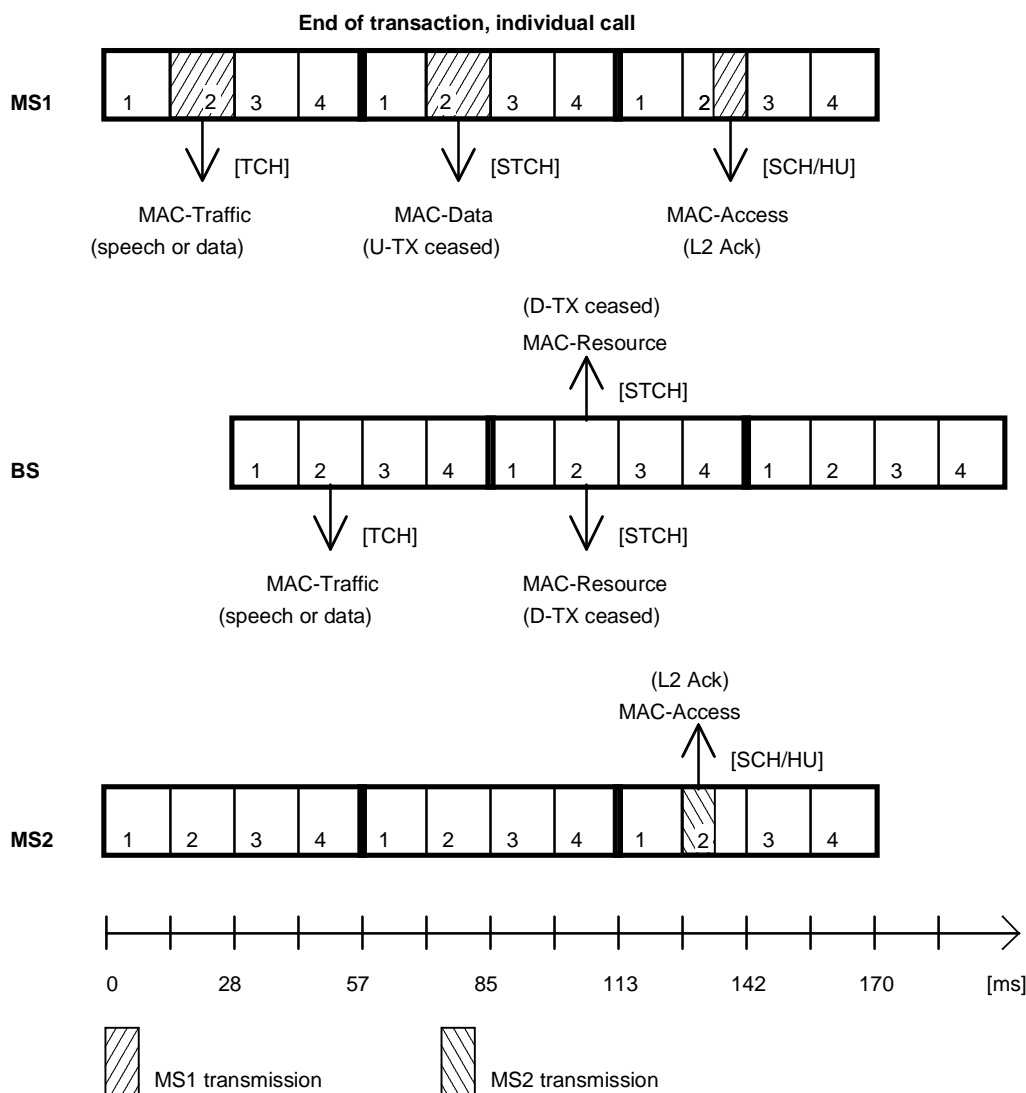 End of transaction, individual call
MS1
1 2 3 4 1 2 3 4 1 2 3 4
[TCH] [STCH] [SCH/HU]
MAC-Traffic MAC-Data MAC-Access
(speech or data) (U-TX ceased) (L2 Ack)
(D-TX ceased)
MAC-Resource
[STCH]
BS
1 2 3 4 1 2 3 4 1 2 3 4
[TCH] [STCH]
MAC-Traffic MAC-Resource
(speech or data) (D-TX ceased)
(L2 Ack)
MAC-Access
[SCH/HU]
MS2
1 2 3 4 1 2 3 4 1 2 3 4
0 28 57 85 113 142 170 [ms]
MS1 transmission MS2 transmission